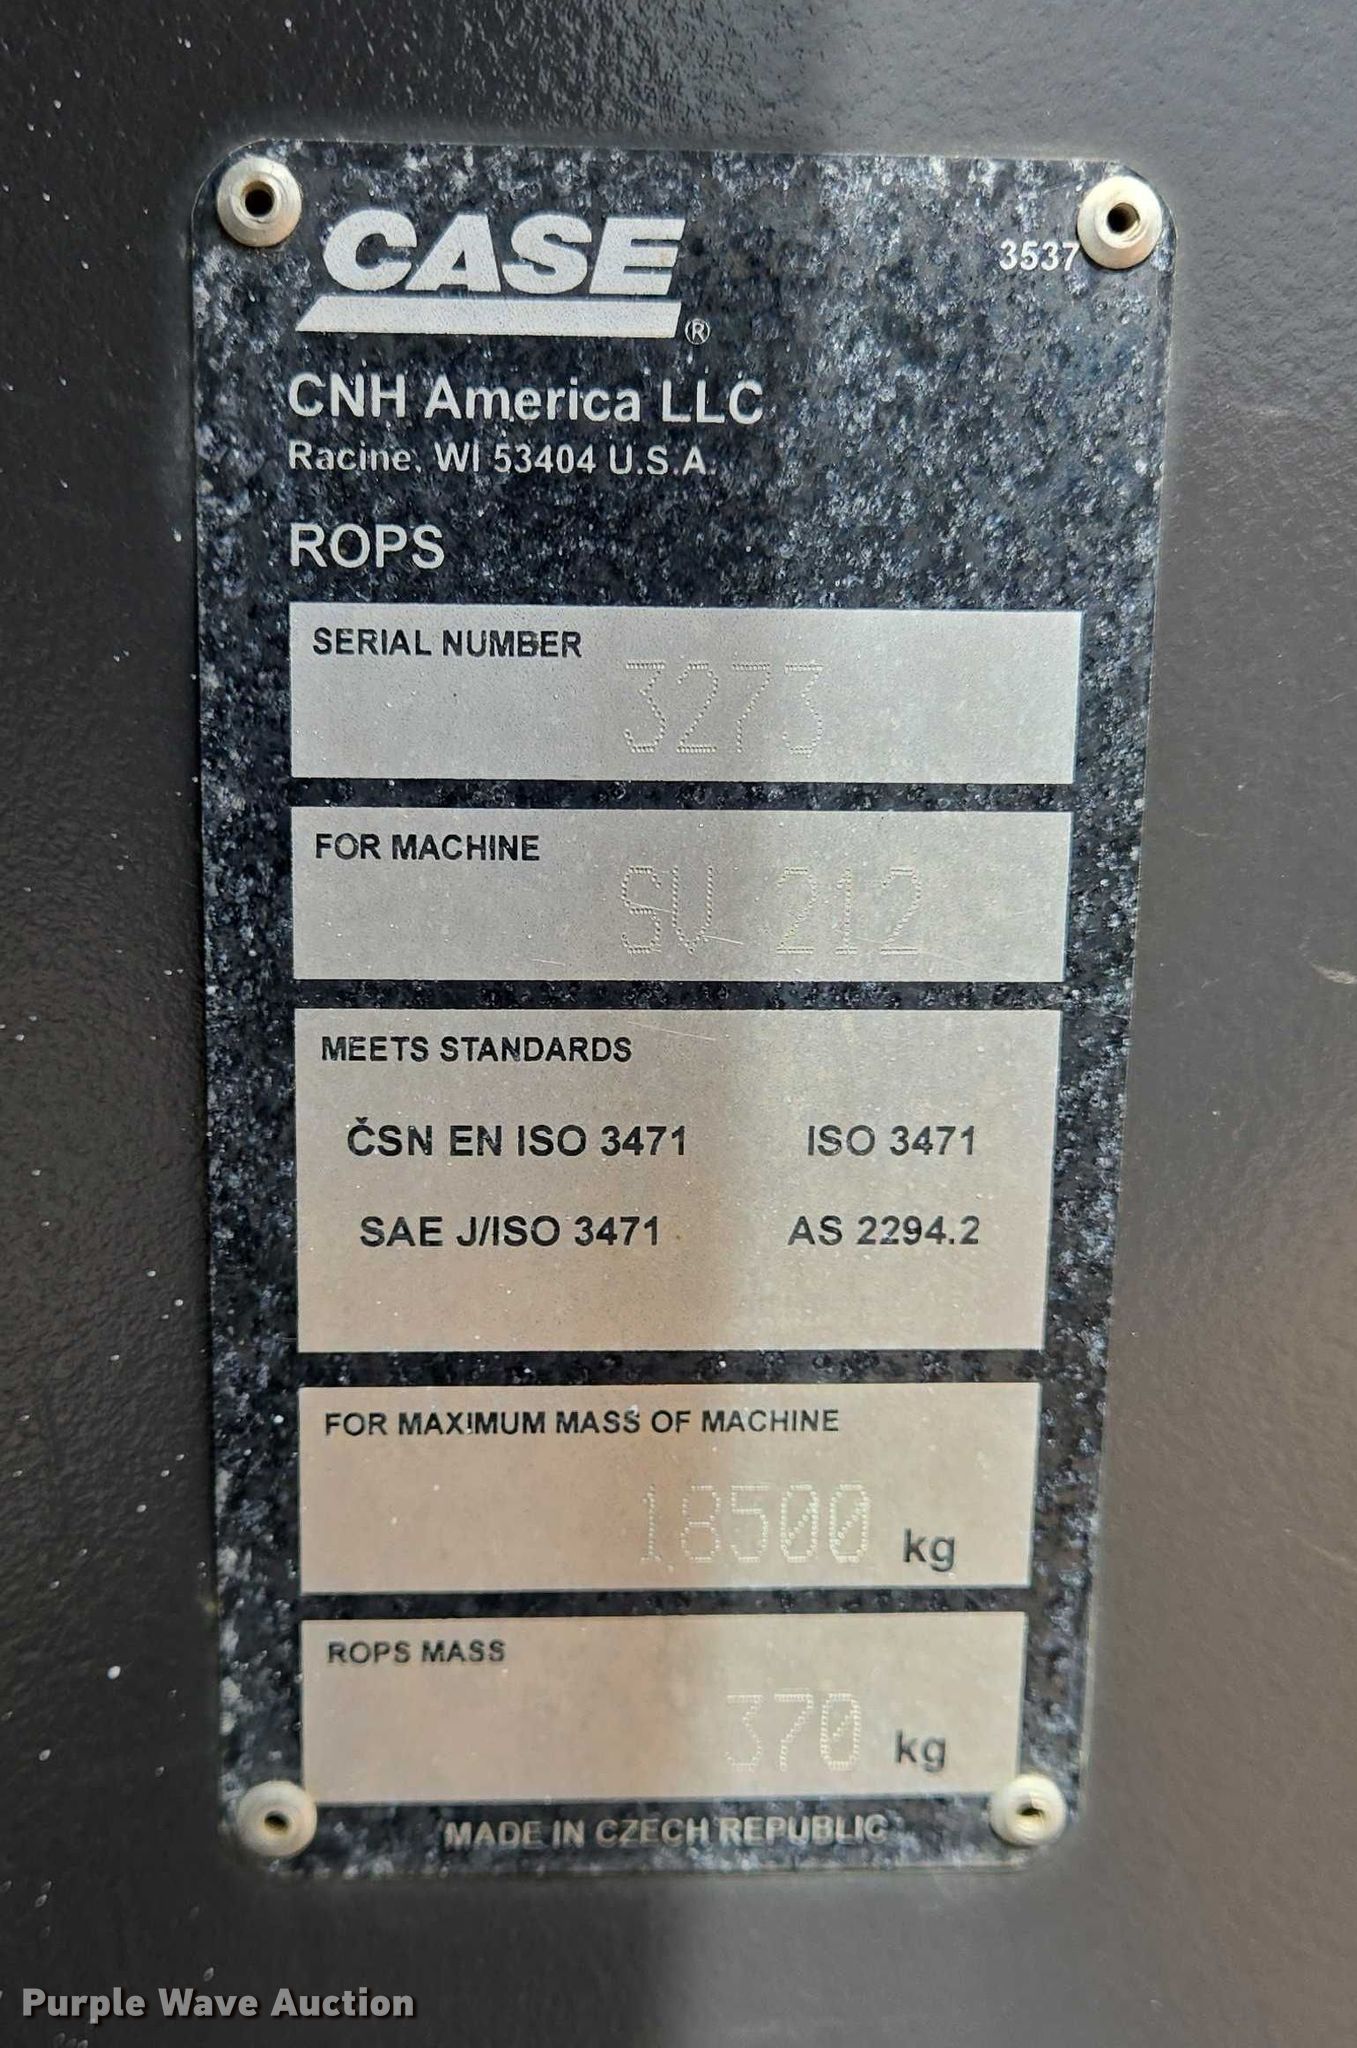 CASE®
3537
CNH America LLC
Racine, WI 53404 U.S.A.
ROPS
SERIAL NUMBER
3273
FOR MACHINE
SV 212
MEETS STANDARDS
ČSN EN ISO 3471 ISO 3471
SAE J/ISO 3471 AS 2294.2
FOR MAXIMUM MASS OF MACHINE
18500 kg
ROPS MASS
370 kg
MADE IN CZECH REPUBLIC
Purple Wave Auction